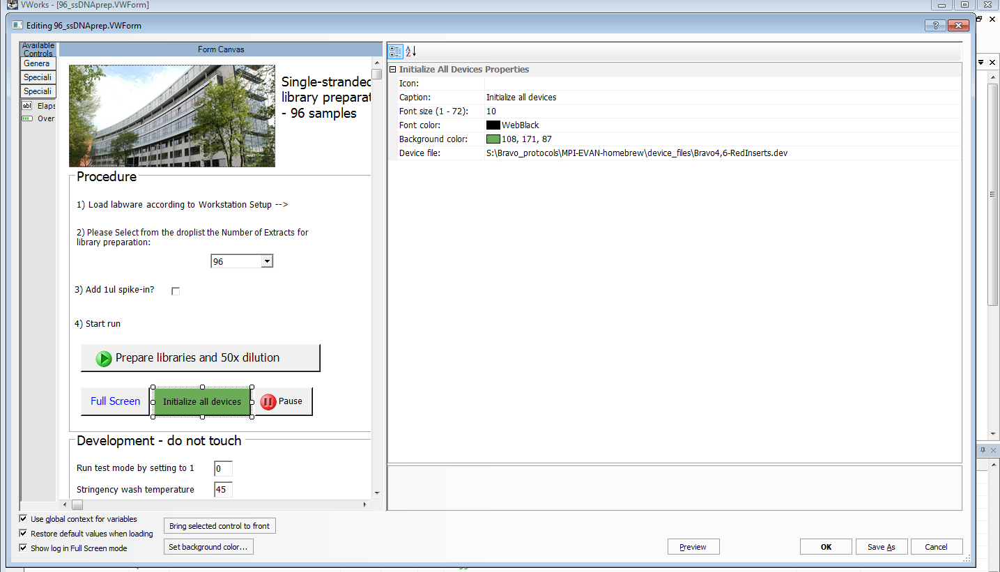 VWorks - [96_ssDNAprep.VWForm]
Editing 96_ssDNAprep.VWForm
Available
Controls
Genera
Speciali
Speciali
abl Elaps
Over
Form Canvas
Single-stranded
library preparat
- 96 samples
Procedure
1) Load labware according to Workstation Setup -->
2) Please Select from the droplist the Number of Extracts for
library preparation:
96
3) Add 1ul spike-in?
4) Start run
Prepare libraries and 50x dilution
Full Screen
Initialize all devices
Pause
Development - do not touch
Run test mode by setting to 1 0
Stringency wash temperature 45
Initialize All Devices Properties
Icon:
Caption: Initialize all devices
Font size (1 - 72): 10
Font color: WebBlack
Background color: 108, 171, 87
Device file: S:\Bravo_protocols\MPI-EVAN-homebrew\device_files\Bravo4,6-RedInserts.dev
Use global context for variables
Restore default values when loading
Show log in Full Screen mode
Bring selected control to front
Set background color...
Preview
OK
Save As
Cancel